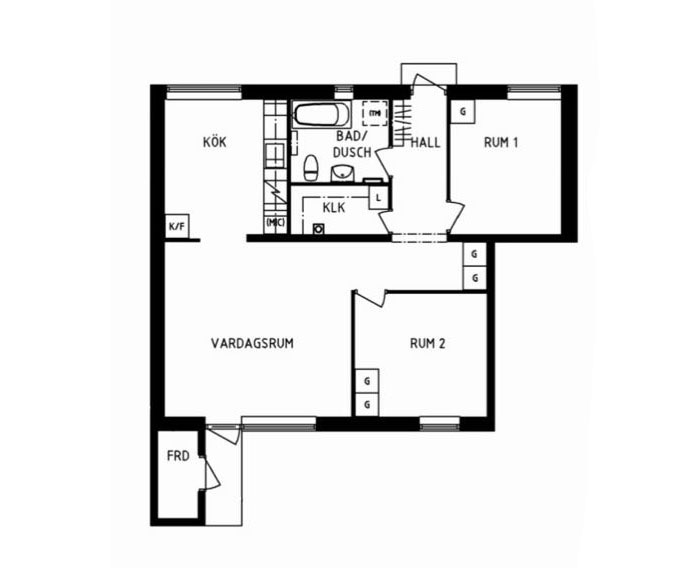 KÖK
BAD/
DUSCH
(TM)
HALL
G
RUM 1
KLK
L
K/F
(MIC)
G
G
VARDAGSRUM
RUM 2
G
G
FRD